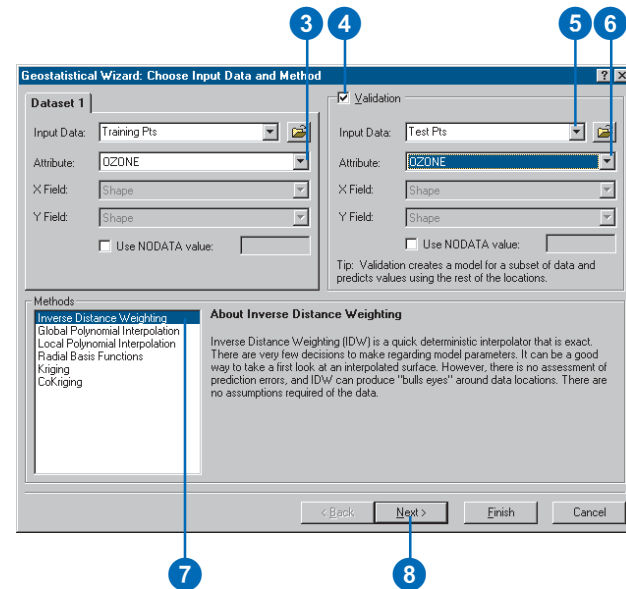 3 4 5 6
Geostatistical Wizard: Choose Input Data and Method
Dataset 1
Input Data: Training Pts
Attribute: OZONE
X Field: Shape
Y Field: Shape
Use NODATA value:
Validation
Input Data: Test Pts
Attribute: OZONE
X Field: Shape
Y Field: Shape
Use NODATA value:
Tip: Validation creates a model for a subset of data and
predicts values using the rest of the locations.
Methods
Inverse Distance Weighting
Global Polynomial Interpolation
Local Polynomial Interpolation
Radial Basis Functions
Kriging
CoKriging
About Inverse Distance Weighting
Inverse Distance Weighting (IDW) is a quick deterministic interpolator that is exact.
There are very few decisions to make regarding model parameters. It can be a good
way to take a first look at an interpolated surface. However, there is no assessment of
prediction errors, and IDW can produce "bulls eyes" around data locations. There are
no assumptions required of the data.
< Back Next > Finish Cancel
7 8